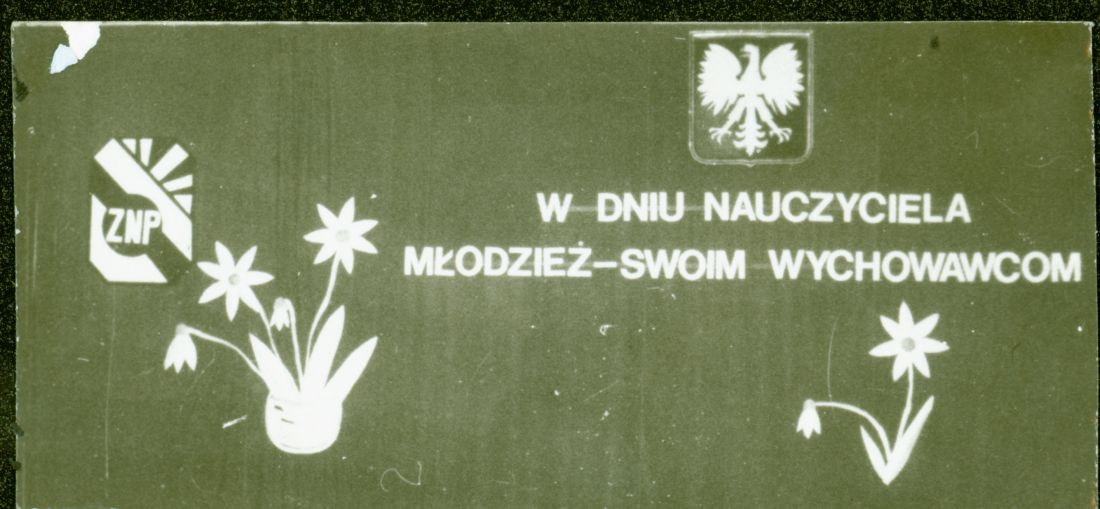 ZNP
W DNIU NAUCZYCIELA
MŁODZIEŻ-SWOIM WYCHOWAWCOM